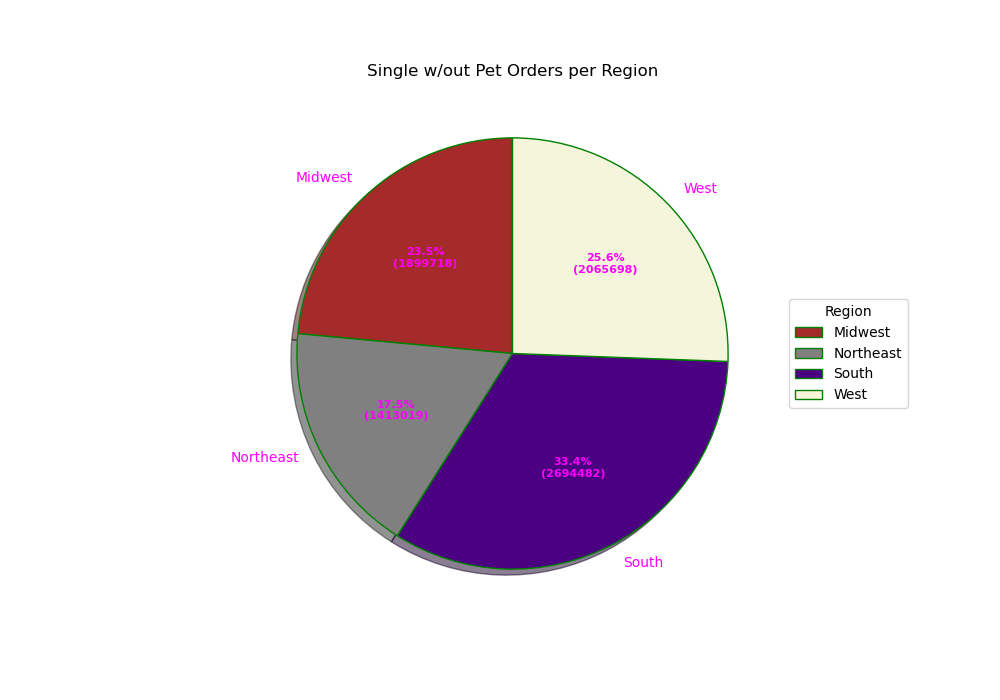 Single w/out Pet Orders per Region
Midwest
West
23.5%
(1899718)
25.6%
(2065698)
17.5%
(1413019)
Northeast
33.4%
(2694482)
South
Region
Midwest
Northeast
South
West